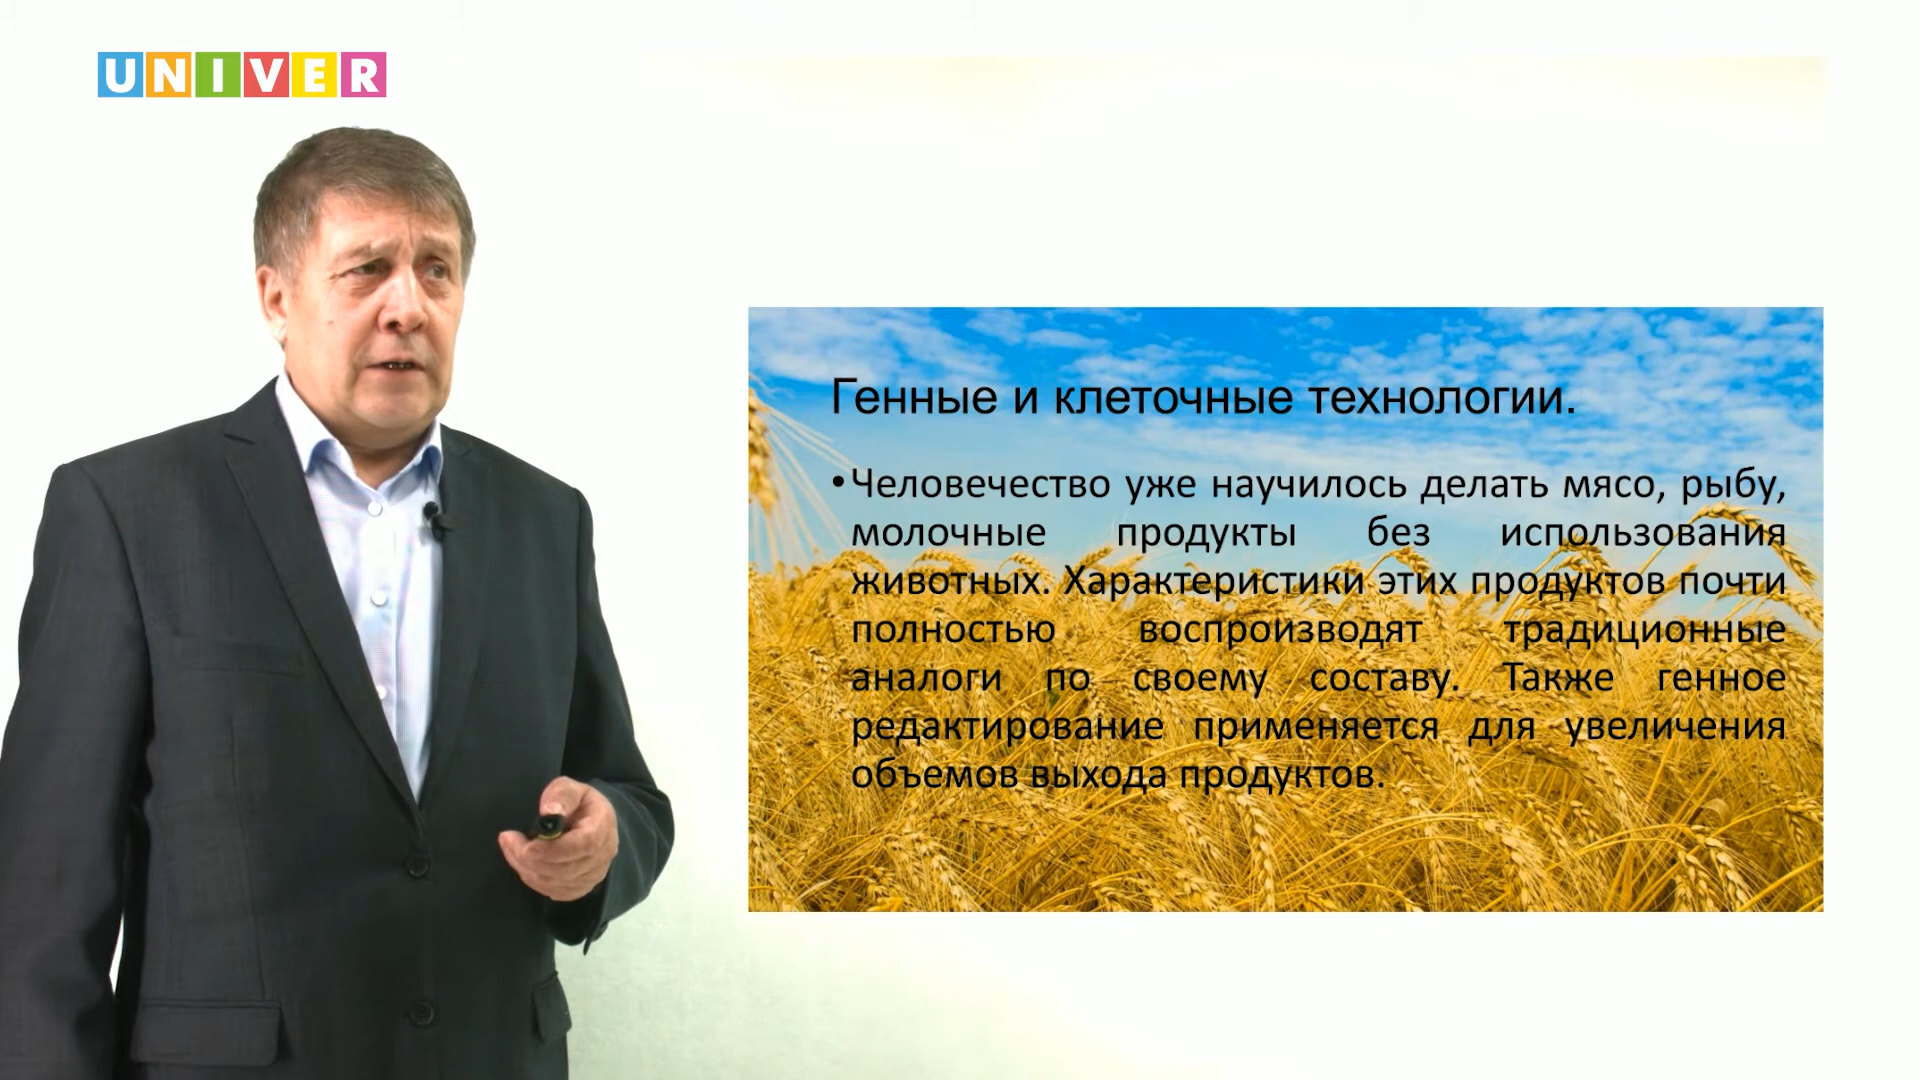 UNIVER
Генные и клеточные технологии.
•Человечество уже научилось делать мясо, рыбу,
молочные продукты без использования
животных. Характеристики этих продуктов почти
полностью воспроизводят традиционные
аналоги по своему составу. Также генное
редактирование применяется для увеличения
объемов выхода продуктов.